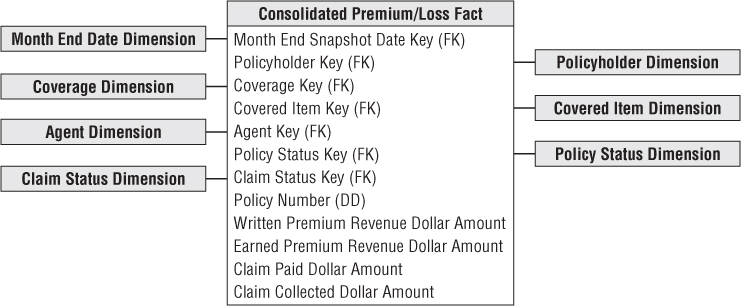 Consolidated Premium/Loss Fact
Month End Date Dimension
Month End Snapshot Date Key (FK)
Policyholder Key (FK)
Policyholder Dimension
Coverage Dimension
Coverage Key (FK)
Covered Item Key (FK)
Covered Item Dimension
Agent Dimension
Agent Key (FK)
Policy Status Key (FK)
Policy Status Dimension
Claim Status Dimension
Claim Status Key (FK)
Policy Number (DD)
Written Premium Revenue Dollar Amount
Earned Premium Revenue Dollar Amount
Claim Paid Dollar Amount
Claim Collected Dollar Amount